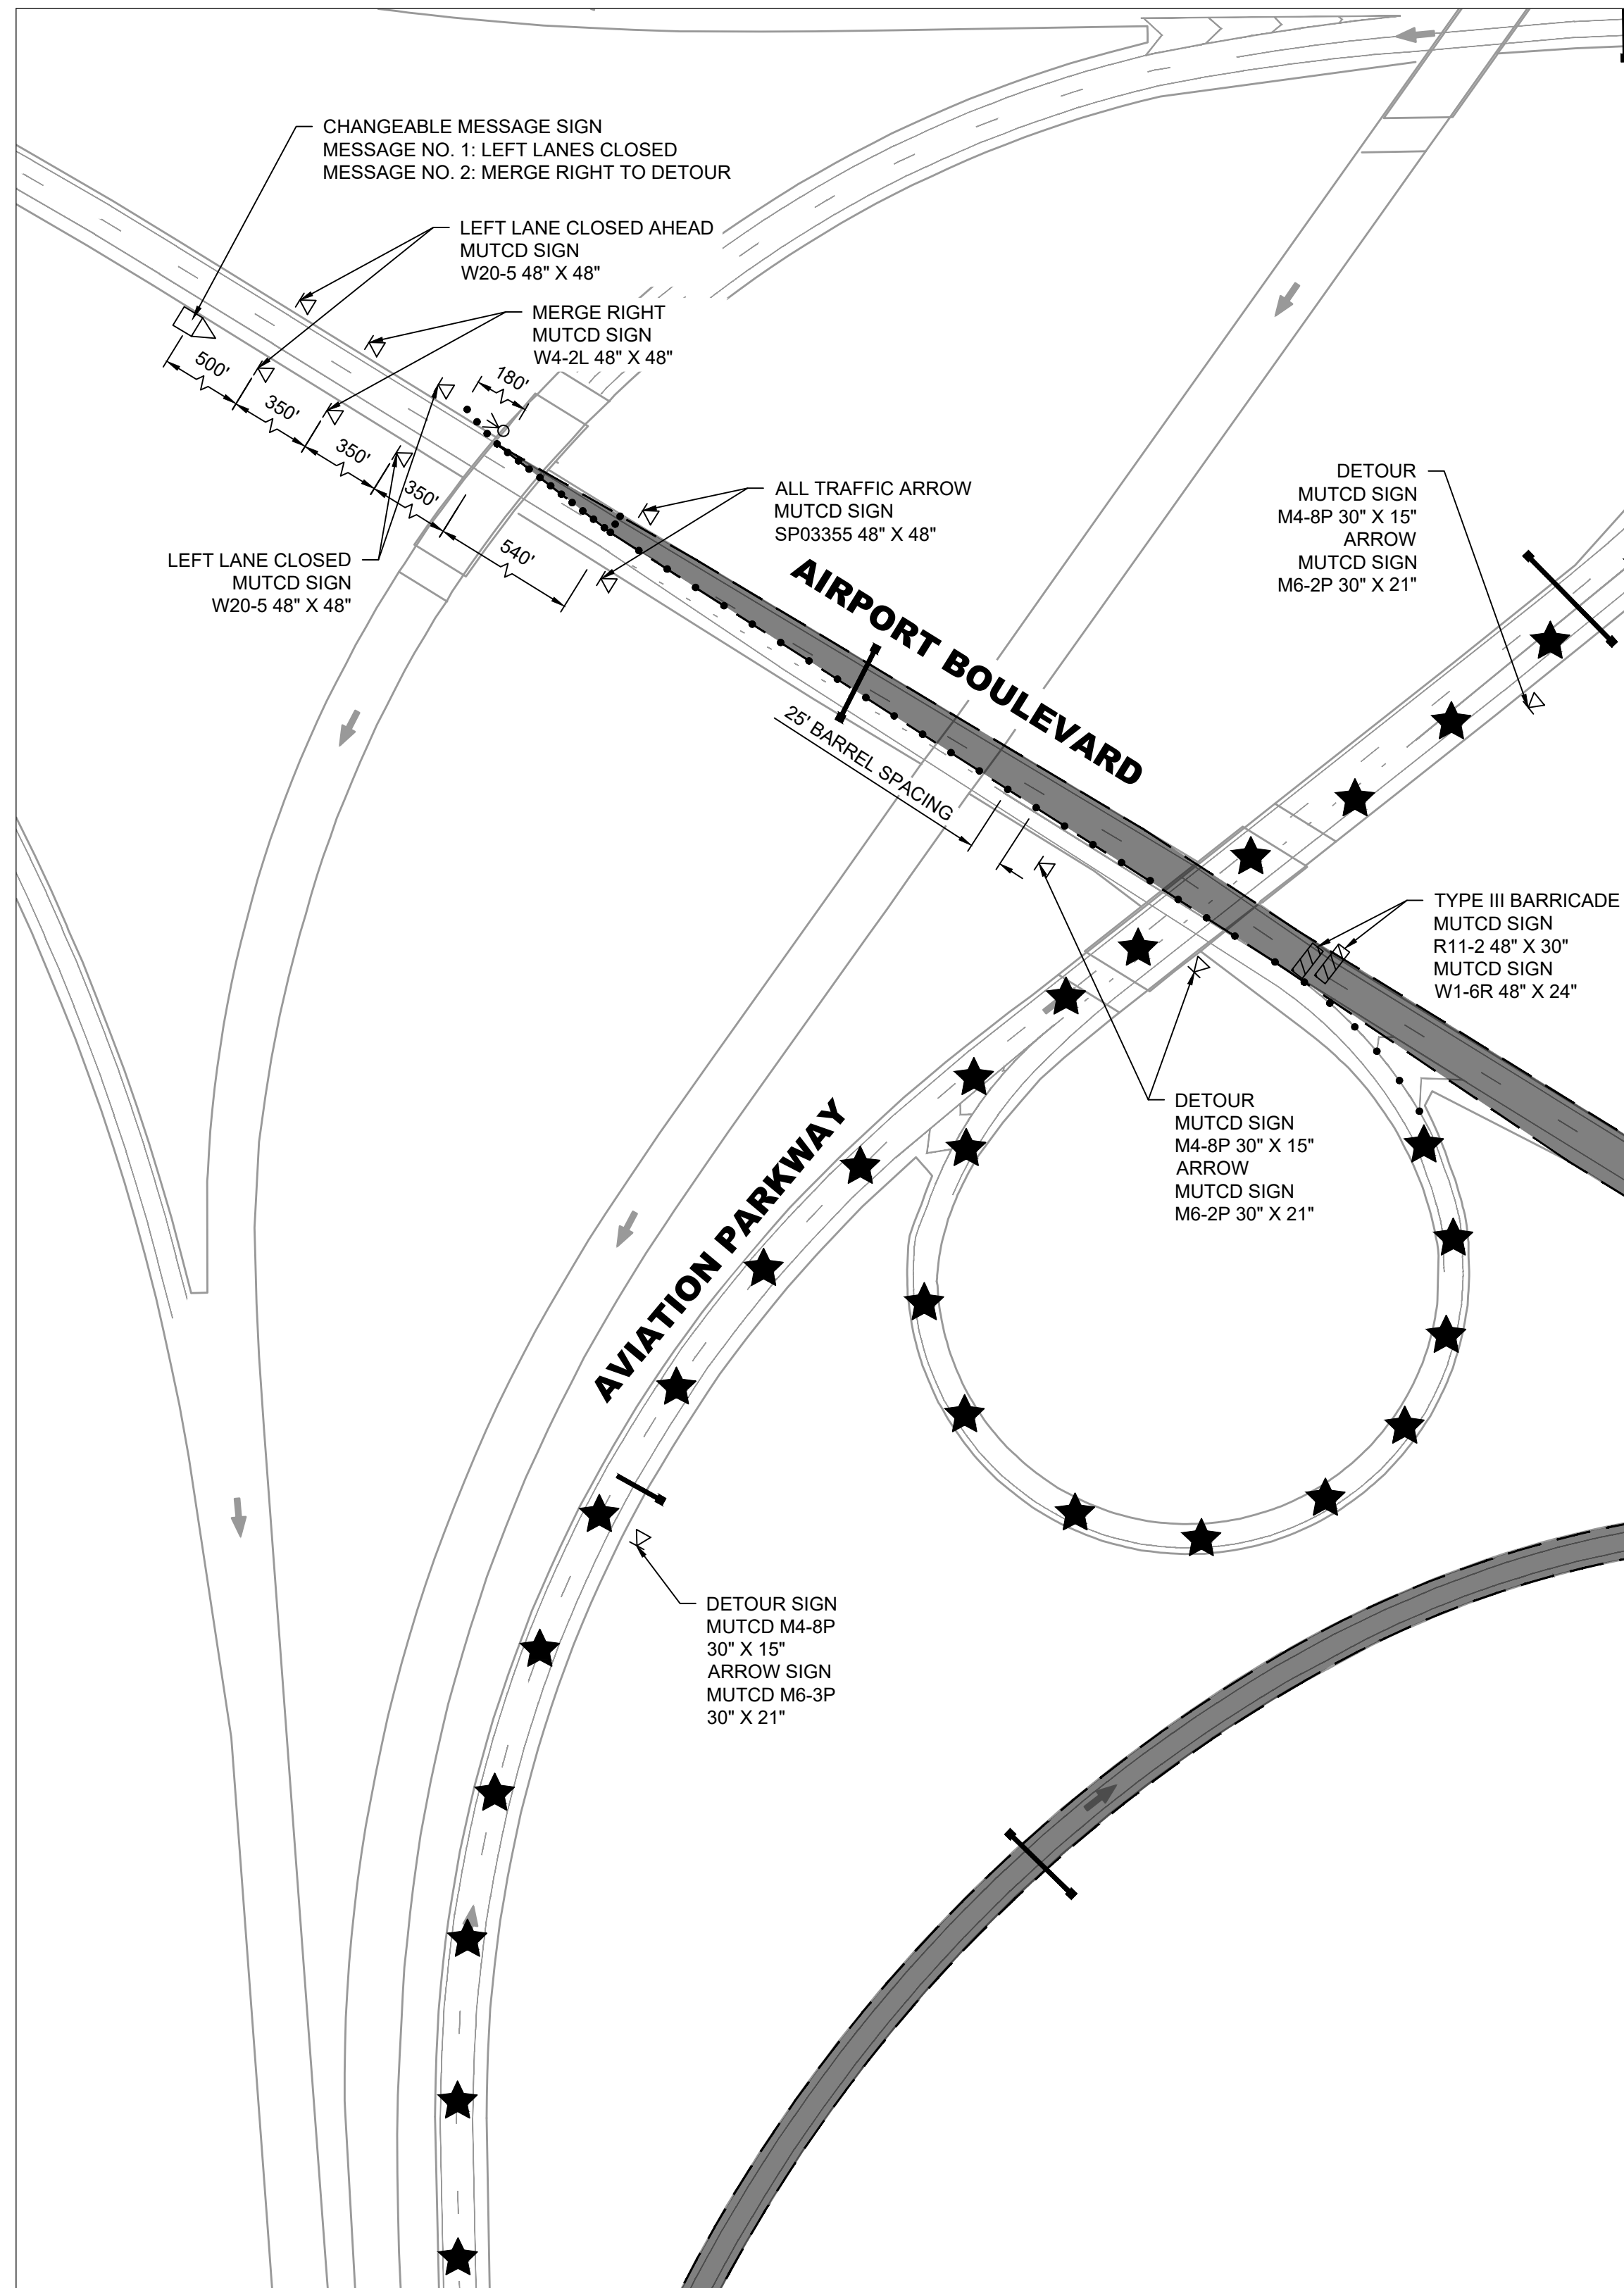 CHANGEABLE MESSAGE SIGN
MESSAGE NO. 1: LEFT LANES CLOSED
MESSAGE NO. 2: MERGE RIGHT TO DETOUR
LEFT LANE CLOSED AHEAD
MUTCD SIGN
W20-5 48" X 48"
MERGE RIGHT
MUTCD SIGN
W4-2L 48" X 48"
500'
350'
350'
350'
180'
540'
LEFT LANE CLOSED
MUTCD SIGN
W20-5 48" X 48"
ALL TRAFFIC ARROW
MUTCD SIGN
SP03355 48" X 48"
DETOUR
MUTCD SIGN
M4-8P 30" X 15"
ARROW
MUTCD SIGN
M6-2P 30" X 21"
AIRPORT BOULEVARD
25' BARREL SPACING
TYPE III BARRICADE
MUTCD SIGN
R11-2 48" X 30"
MUTCD SIGN
W1-6R 48" X 24"
DETOUR
MUTCD SIGN
M4-8P 30" X 15"
ARROW
MUTCD SIGN
M6-2P 30" X 21"
AVIATION PARKWAY
DETOUR SIGN
MUTCD M4-8P
30" X 15"
ARROW SIGN
MUTCD M6-3P
30" X 21"